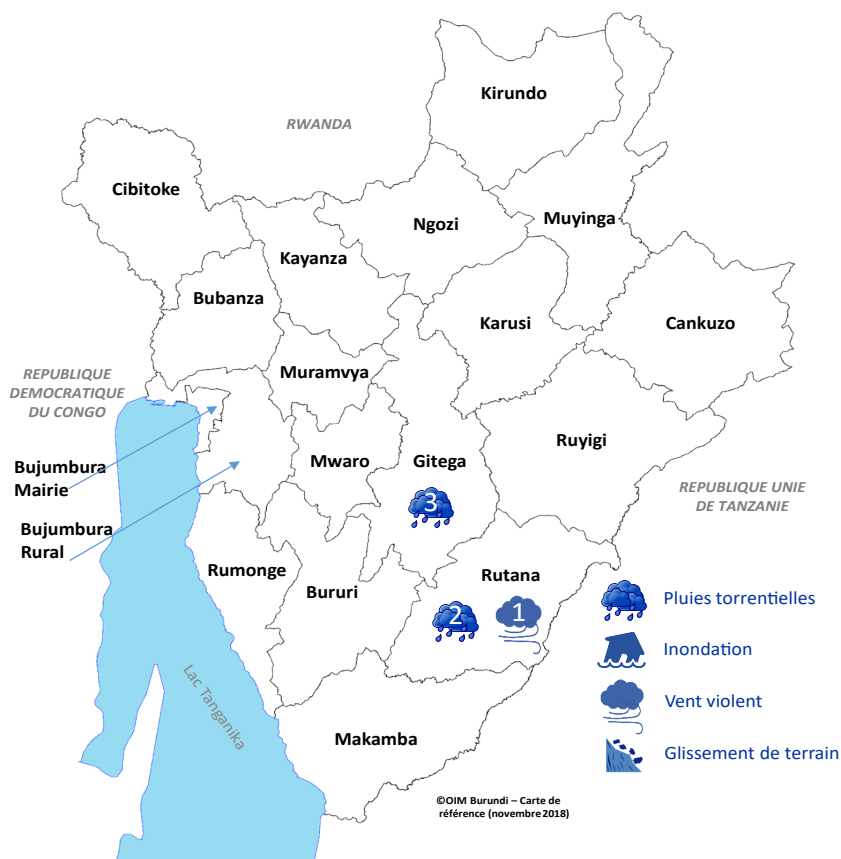 Kirundo
RWANDA
Cibitoke
Muyinga
Ngozi
Kayanza
Bubanza
Karusi
Cankuzo
REPUBLIQUE
DEMOCRATIQUE
DU CONGO
Muramvya
Ruyigi
Bujumbura
Mairie
Mwaro
Gitega
REPUBLIQUE UNIE
DE TANZANIE
3
Bujumbura
Rural
Rumonge
Bururi
Rutana
2
1
Pluies torrentielles
Inondation
Vent violent
Glissement de terrain
Lac Tanganika
Makamba
©OIM Burundi – Carte de
référence (novembre 2018)